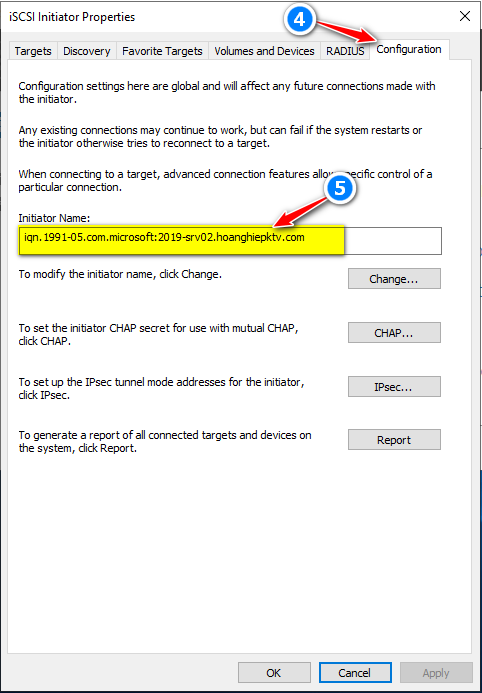 iSCSI Initiator Properties
4
Targets Discovery Favorite Targets Volumes and Devices RADIUS Configuration
Configuration settings here are global and will affect any future connections made with
the initiator.
Any existing connections may continue to work, but can fail if the system restarts or
the initiator otherwise tries to reconnect to a target.
When connecting to a target, advanced connection features allow specific control of a
particular connection.
5
Initiator Name:
iqn.1991-05.com.microsoft:2019-srv02.hoanghiepktv.com
To modify the initiator name, click Change.
Change...
To set the initiator CHAP secret for use with mutual CHAP,
click CHAP.
CHAP...
To set up the IPsec tunnel mode addresses for the initiator,
click IPsec.
IPsec...
To generate a report of all connected targets and devices on
the system, click Report.
Report
OK Cancel Apply